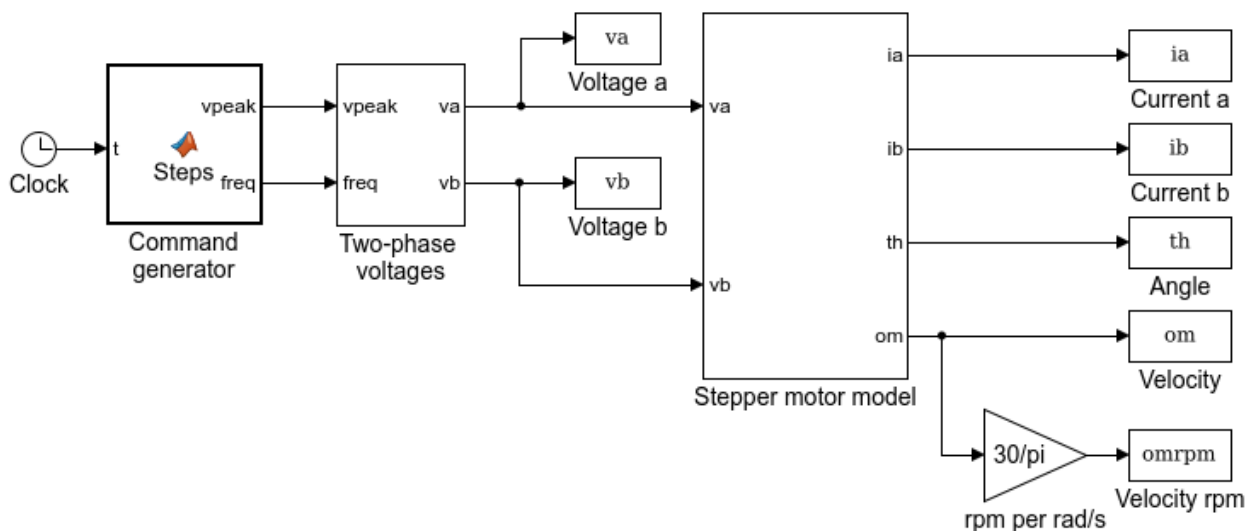 Clock
t
Steps
vpeak
freq
Command
generator
vpeak
freq
va
vb
Two-phase
voltages
va
Voltage a
vb
Voltage b
va
vb
ia
ib
th
om
Stepper motor model
ia
Current a
ib
Current b
th
Angle
om
Velocity
30/pi
rpm per rad/s
omrpm
Velocity rpm